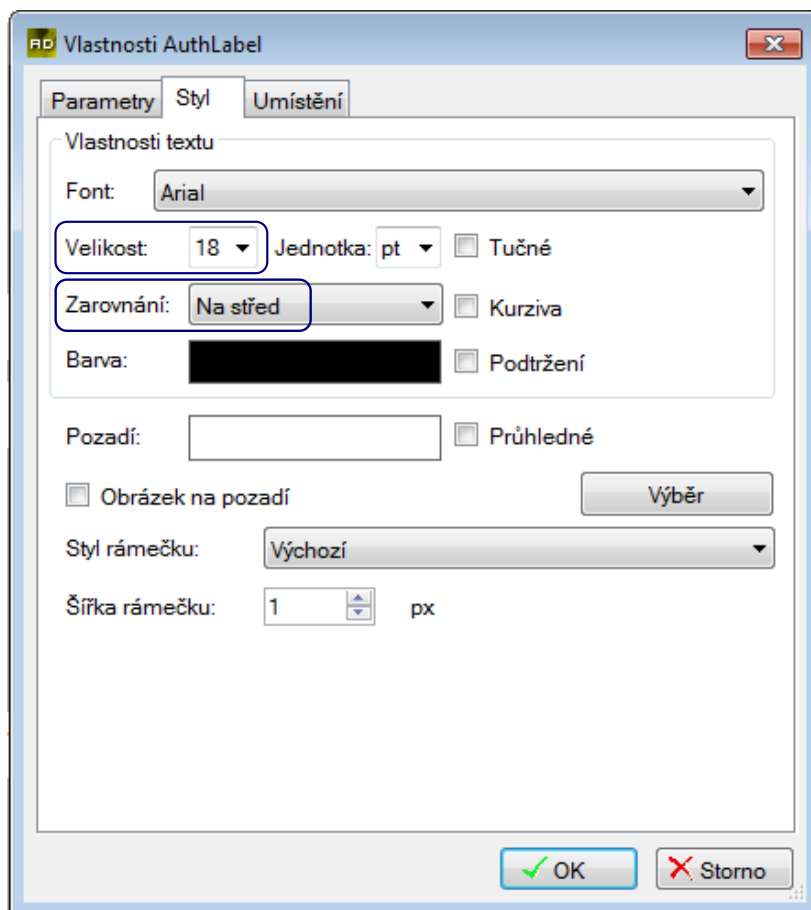 RD Vlastnosti AuthLabel
Parametry Styl Umístění
Vlastnosti textu
Font: Arial
Velikost: 18 Jednotka: pt Tučné
Zarovnání: Na střed Kurziva
Barva: Podtržení
Pozadí: Průhledné
Obrázek na pozadí Výběr
Styl rámečku: Výchozí
Šířka rámečku: 1 px
OK Storno